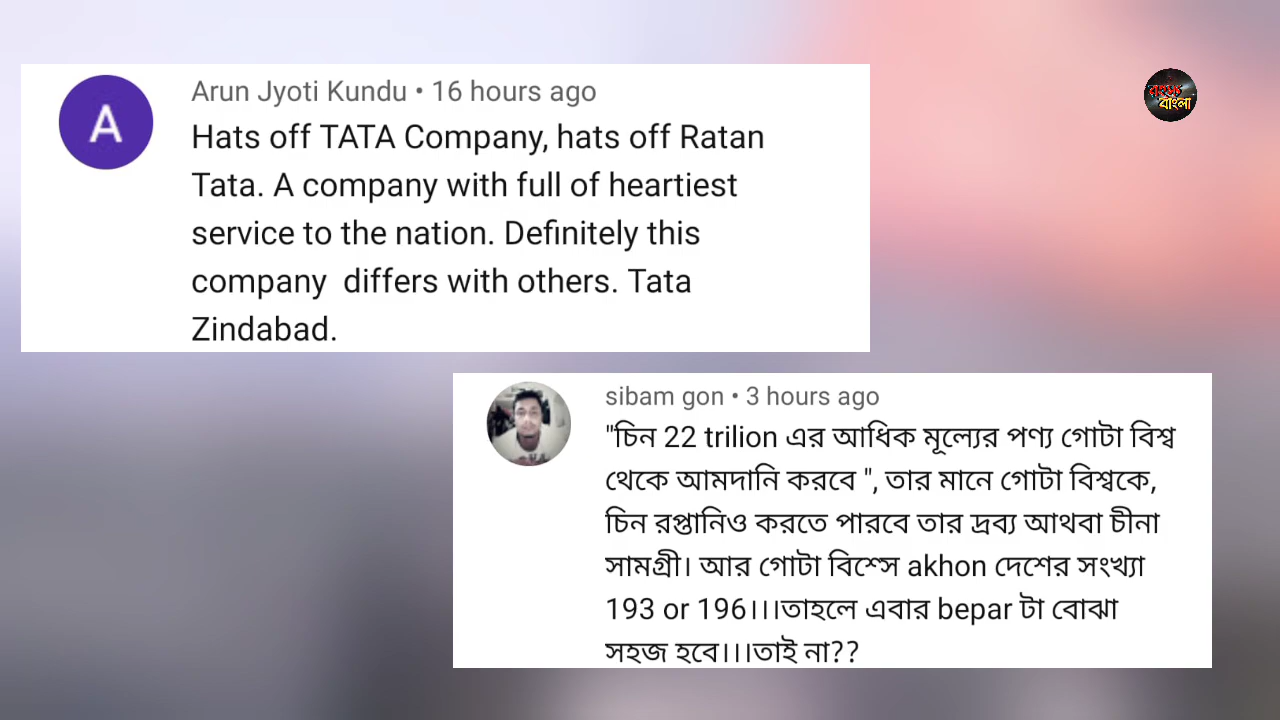 Arun Jyoti Kundu • 16 hours ago
A
Hats off TATA Company, hats off Ratan
Tata. A company with full of heartiest
service to the nation. Definitely this
company  differs with others. Tata
Zindabad.
রহস্য
বাংলা
sibam gon • 3 hours ago
"চিন 22 trilion এর আধিক মূল্যের পণ্য গোটা বিশ্ব
থেকে আমদানি করবে ", তার মানে গোটা বিশ্বকে,
চিন রপ্তানিও করতে পারবে তার দ্রব্য আথবা চীনা
সামগ্রী। আর গোটা বিশ্সে akhon দেশের সংখ্যা
193 or 196।।।তাহলে এবার bepar টা বোঝা
সহজ হবে।।।তাই না??